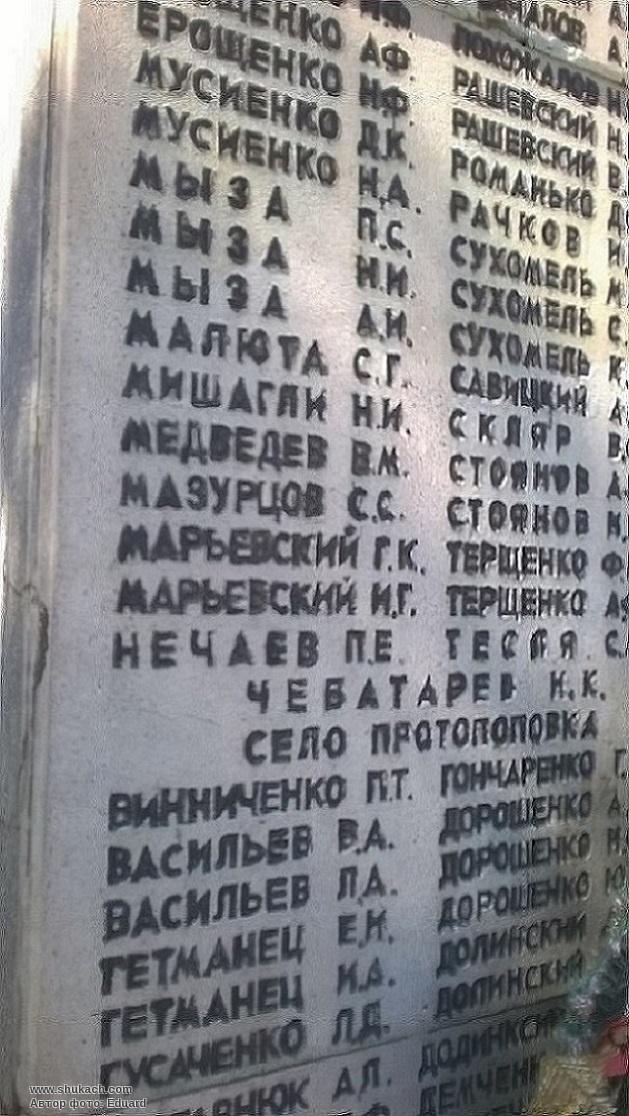 ЕРОЩЕНКО А.Ф. ПОХОЖАЛОВ
МУСИЕНКО Н.Ф. РАШЕВСКИЙ
МУСИЕНКО Д.К. РАШЕВСКИЙ
МЫЗА Н.А. РОМАНЬКО
МЫЗА П.С. РАЧКОВ
МЫЗА Н.И. СУХОМЕЛЬ
МАЛЮТА А.И. СУХОМЕЛЬ
МИШАГЛИ С.Г. СУХОМЕЛЬ
МЕДВЕДЕВ Н.И. САВИЦКИЙ
МАЗУРЦОВ В.М. СКЛЯР
МАРЬЕВСКИЙ С.С. СТОЯНОВ
МАРЬЕВСКИЙ Г.К. СТОЯНОВ
НЕЧАЕВ И.Г. ТЕРЩЕНКО
П.Е. ТЕРЩЕНКО
ТЕСЛЯ С.
ЧЕБАТАРЕВ Н.К.
СЕЛО ПРОТОПОПОВКА
ВИННИЧЕНКО П.Т. ГОНЧАРЕНКО Г.
ВАСИЛЬЕВ В.А. ДОРОШЕНКО А.
ВАСИЛЬЕВ Л.А. ДОРОШЕНКО
ГЕТМАНЕЦ Е.Н. ДОРОШЕНКО Ю
ГЕТМАНЕЦ И.А. ДОЛИНСКИЙ
ГУСАЧЕНКО Л.Д. ДОЛИНСКИЙ
А.Л.
www.shukach.com
Автор фото: Eduard